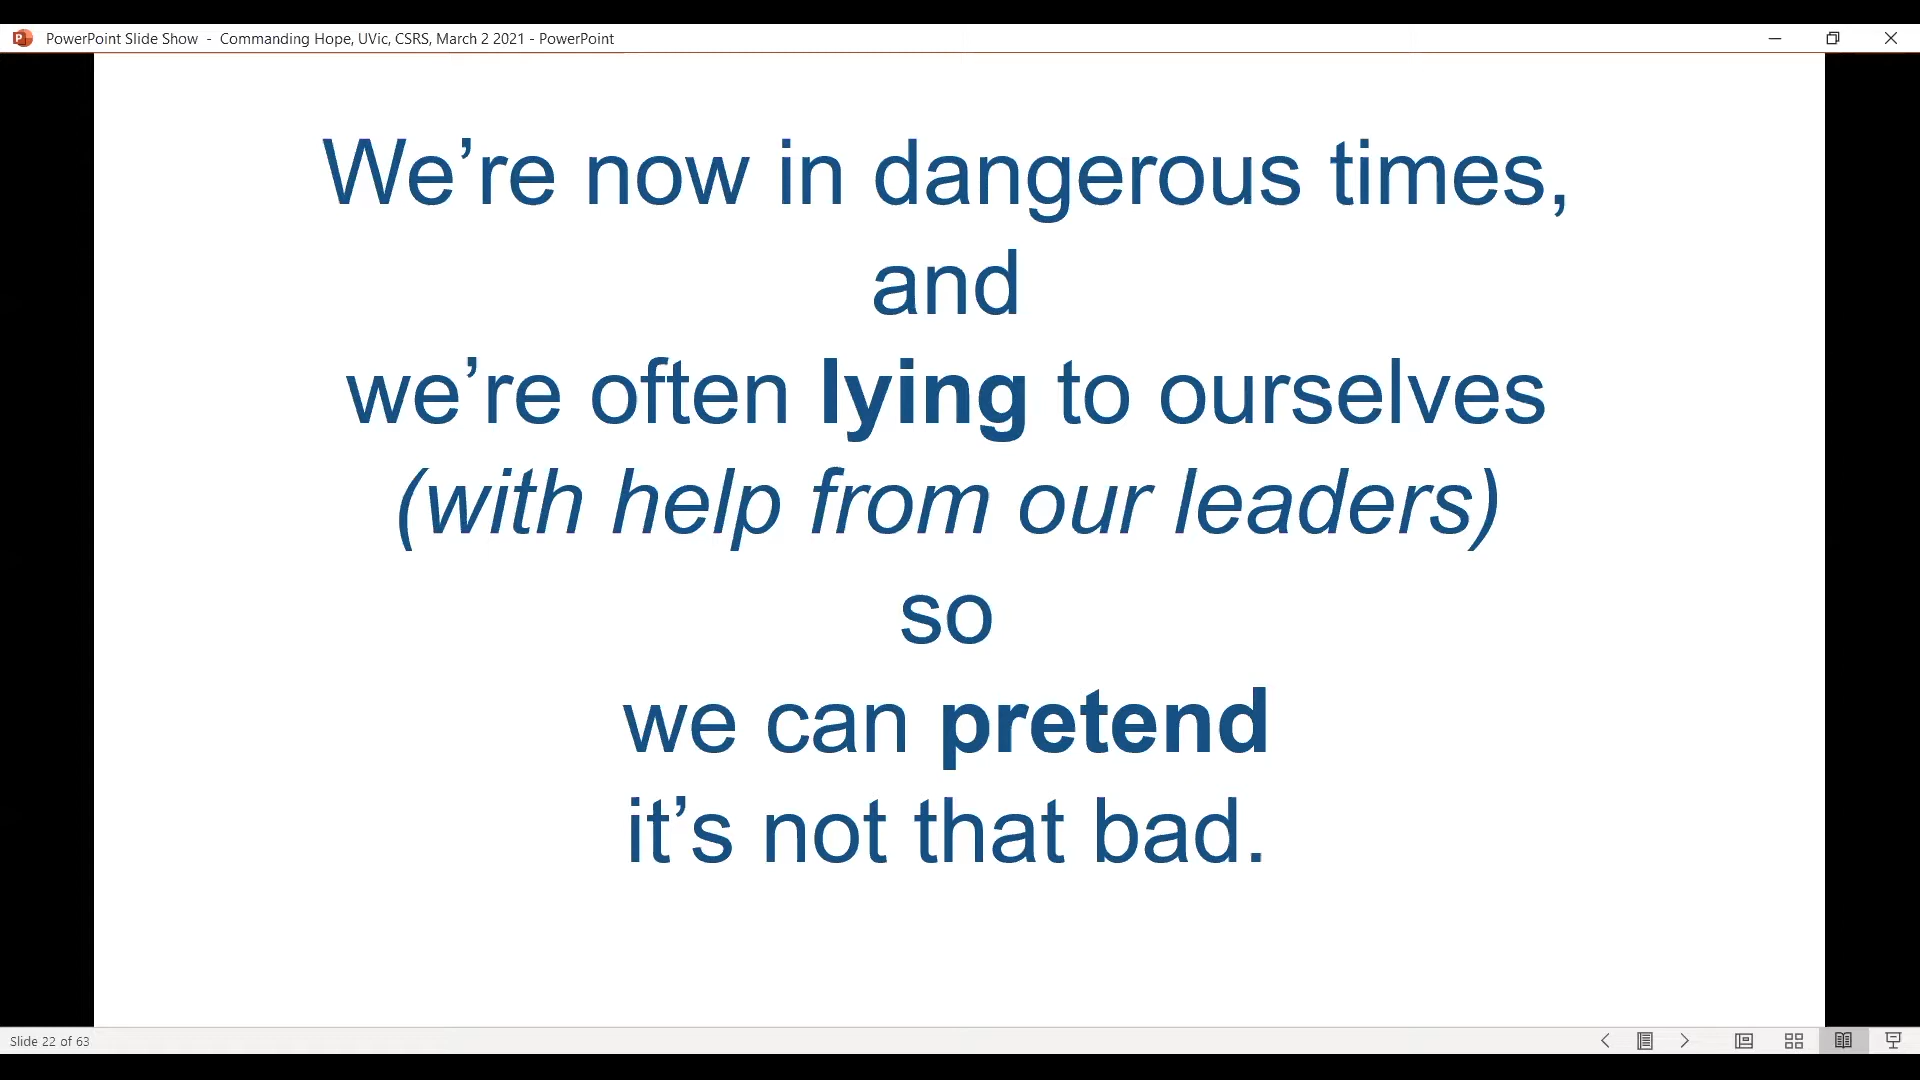 PowerPoint Slide Show - Commanding Hope, UVic, CSRS, March 2 2021 - PowerPoint
We’re now in dangerous times,
and
we’re often lying to ourselves
(with help from our leaders)
so
we can pretend
it’s not that bad.
Slide 22 of 63